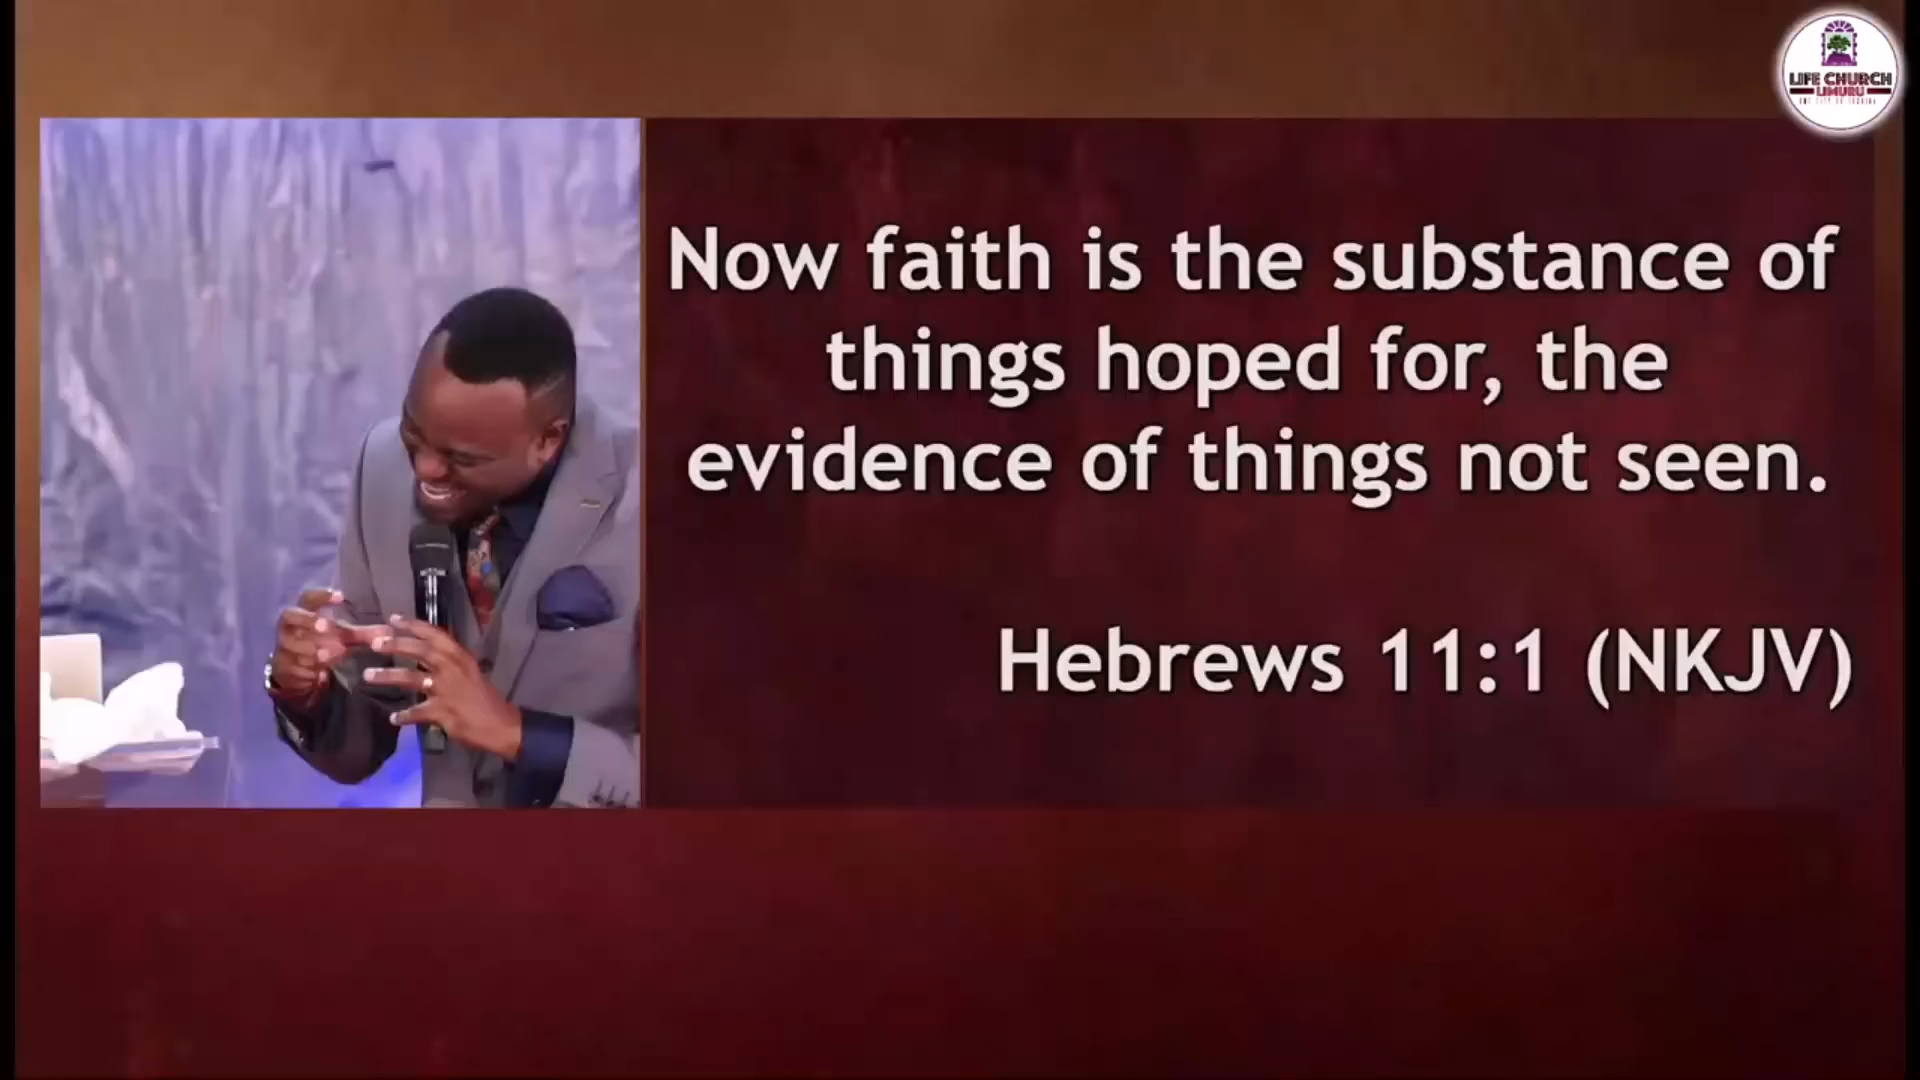 LIFE CHURCH
LIMURU
Now faith is the substance of
things hoped for, the
evidence of things not seen.
Hebrews 11:1 (NKJV)